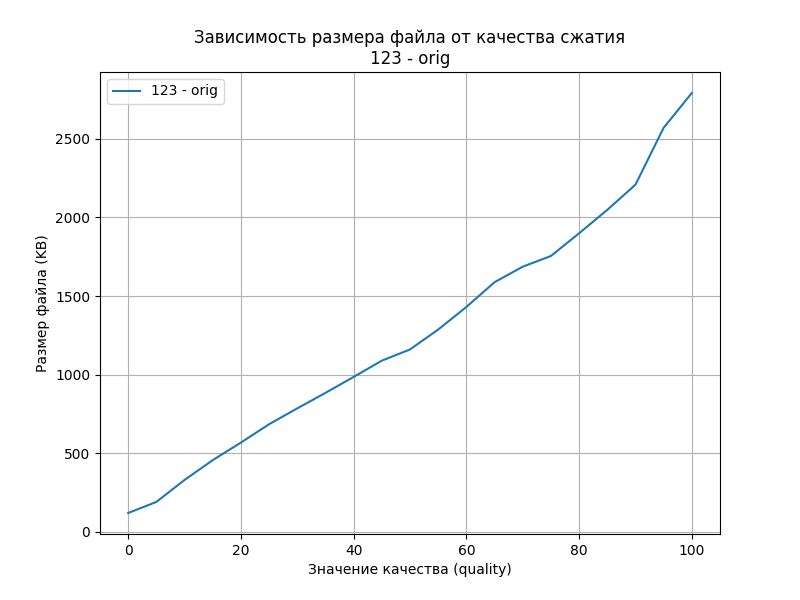 Зависимость размера файла от качества сжатия
123 - orig
123 - orig
2500
2000
1500
1000
500
0
Размер файла (KB)
0 20 40 60 80 100
Значение качества (quality)